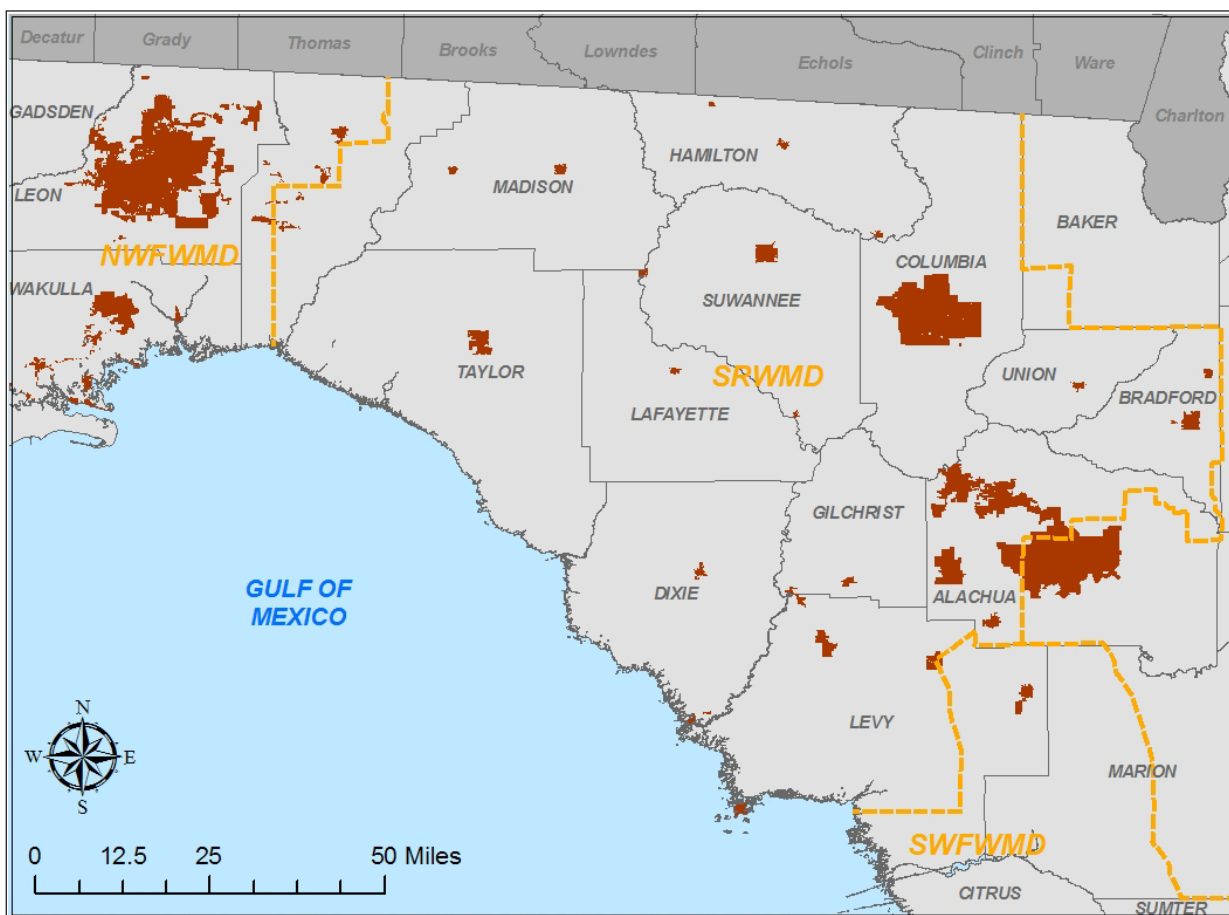 Decatur
Grady
Thomas
Brooks
Lowndes
Echols
Clinch
Ware
Charlton
GADSDEN
HAMILTON
LEON
MADISON
BAKER
NWFWMD
COLUMBIA
WAKULLA
SUWANNEE
TAYLOR
SRWMD
UNION
LAFAYETTE
BRADFORD
GILCHRIST
GULF OF
MEXICO
DIXIE
ALACHUA
N
W
E
S
LEVY
MARION
SWFWMD
0 12.5 25 50 Miles
CITRUS
SUMTER